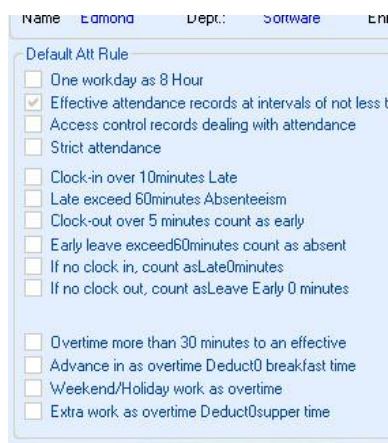 Name Edmond Dept.: Software
Default Att Rule
One workday as 8 Hour
Effective attendance records at intervals of not less
Access control records dealing with attendance
Strict attendance
Clock-in over 10minutes Late
Late exceed 60minutes Absenteeism
Clock-out over 5 minutes count as early
Early leave exceed60minutes count as absent
If no clock in, count asLate0minutes
If no clock out, count asLeave Early 0 minutes
Overtime more than 30 minutes to an effective
Advance in as overtime Deduct0 breakfast time
Weekend/Holiday work as overtime
Extra work as overtime Deduct0supper time